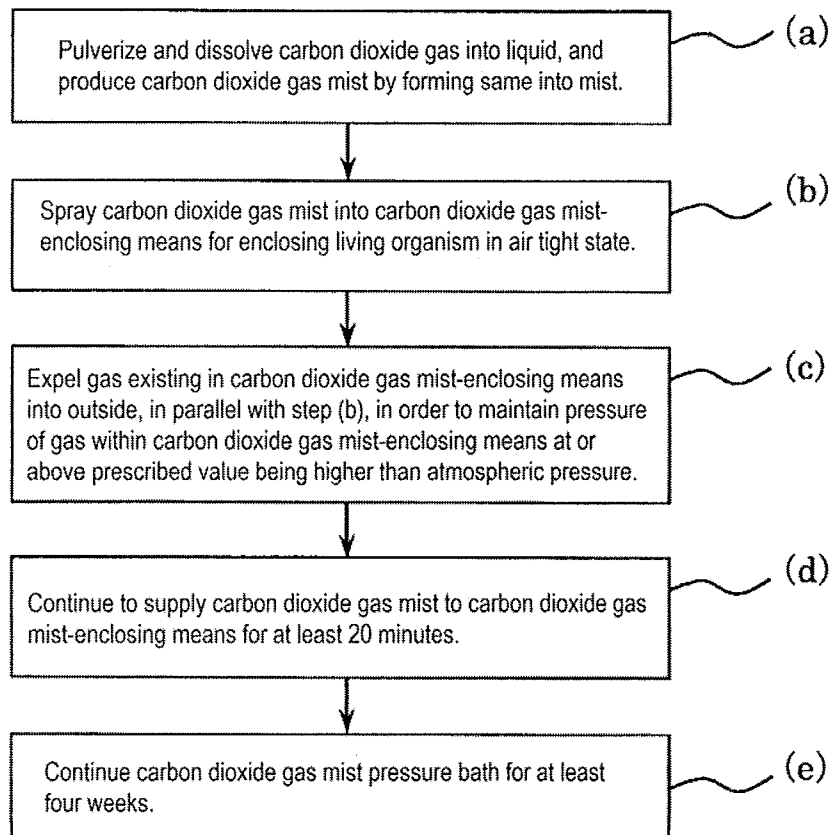 Pulverize and dissolve carbon dioxide gas into liquid, and
produce carbon dioxide gas mist by forming same into mist.
(a)
Spray carbon dioxide gas mist into carbon dioxide gas mist-
enclosing means for enclosing living organism in air tight state.
(b)
Expel gas existing in carbon dioxide gas mist-enclosing means
into outside, in parallel with step (b), in order to maintain pressure
of gas within carbon dioxide gas mist-enclosing means at or
above prescribed value being higher than atmospheric pressure.
(c)
Continue to supply carbon dioxide gas mist to carbon dioxide gas
mist-enclosing means for at least 20 minutes.
(d)
Continue carbon dioxide gas mist pressure bath for at least
four weeks.
(e)